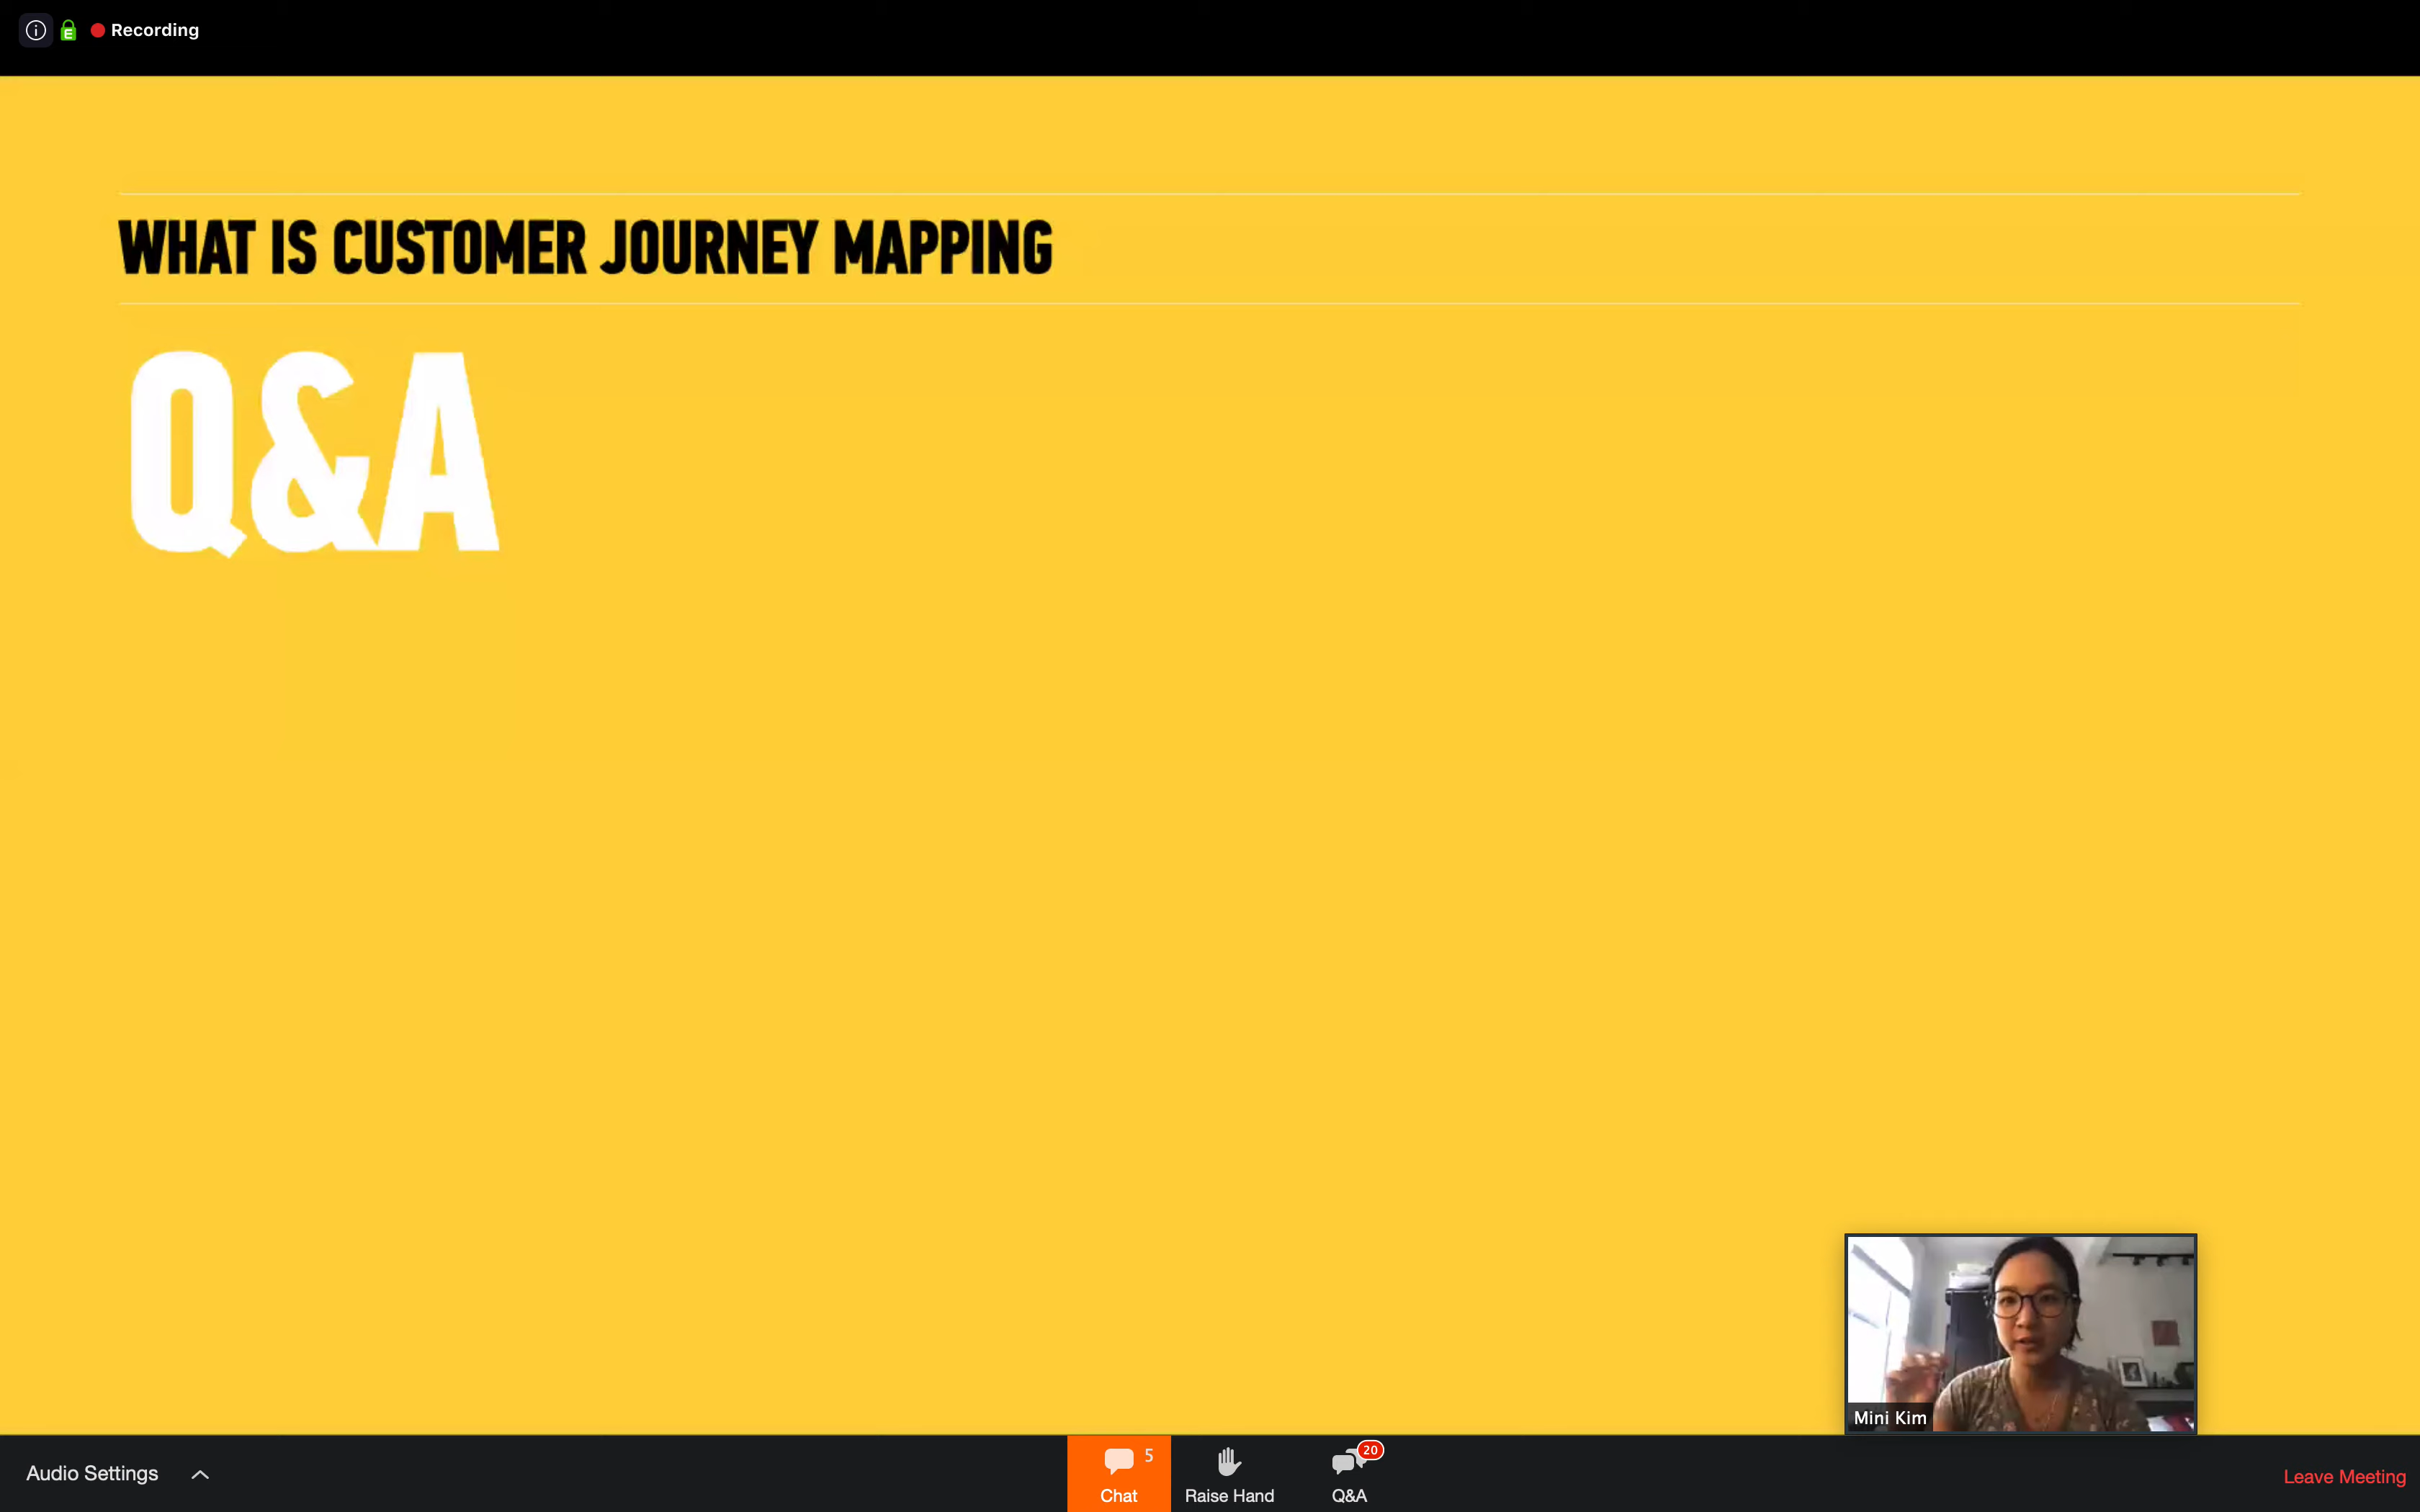 Recording
WHAT IS CUSTOMER JOURNEY MAPPING
Q&A
Mini Kim
Audio Settings
5
Chat
Raise Hand
20
Q&A
Leave Meeting